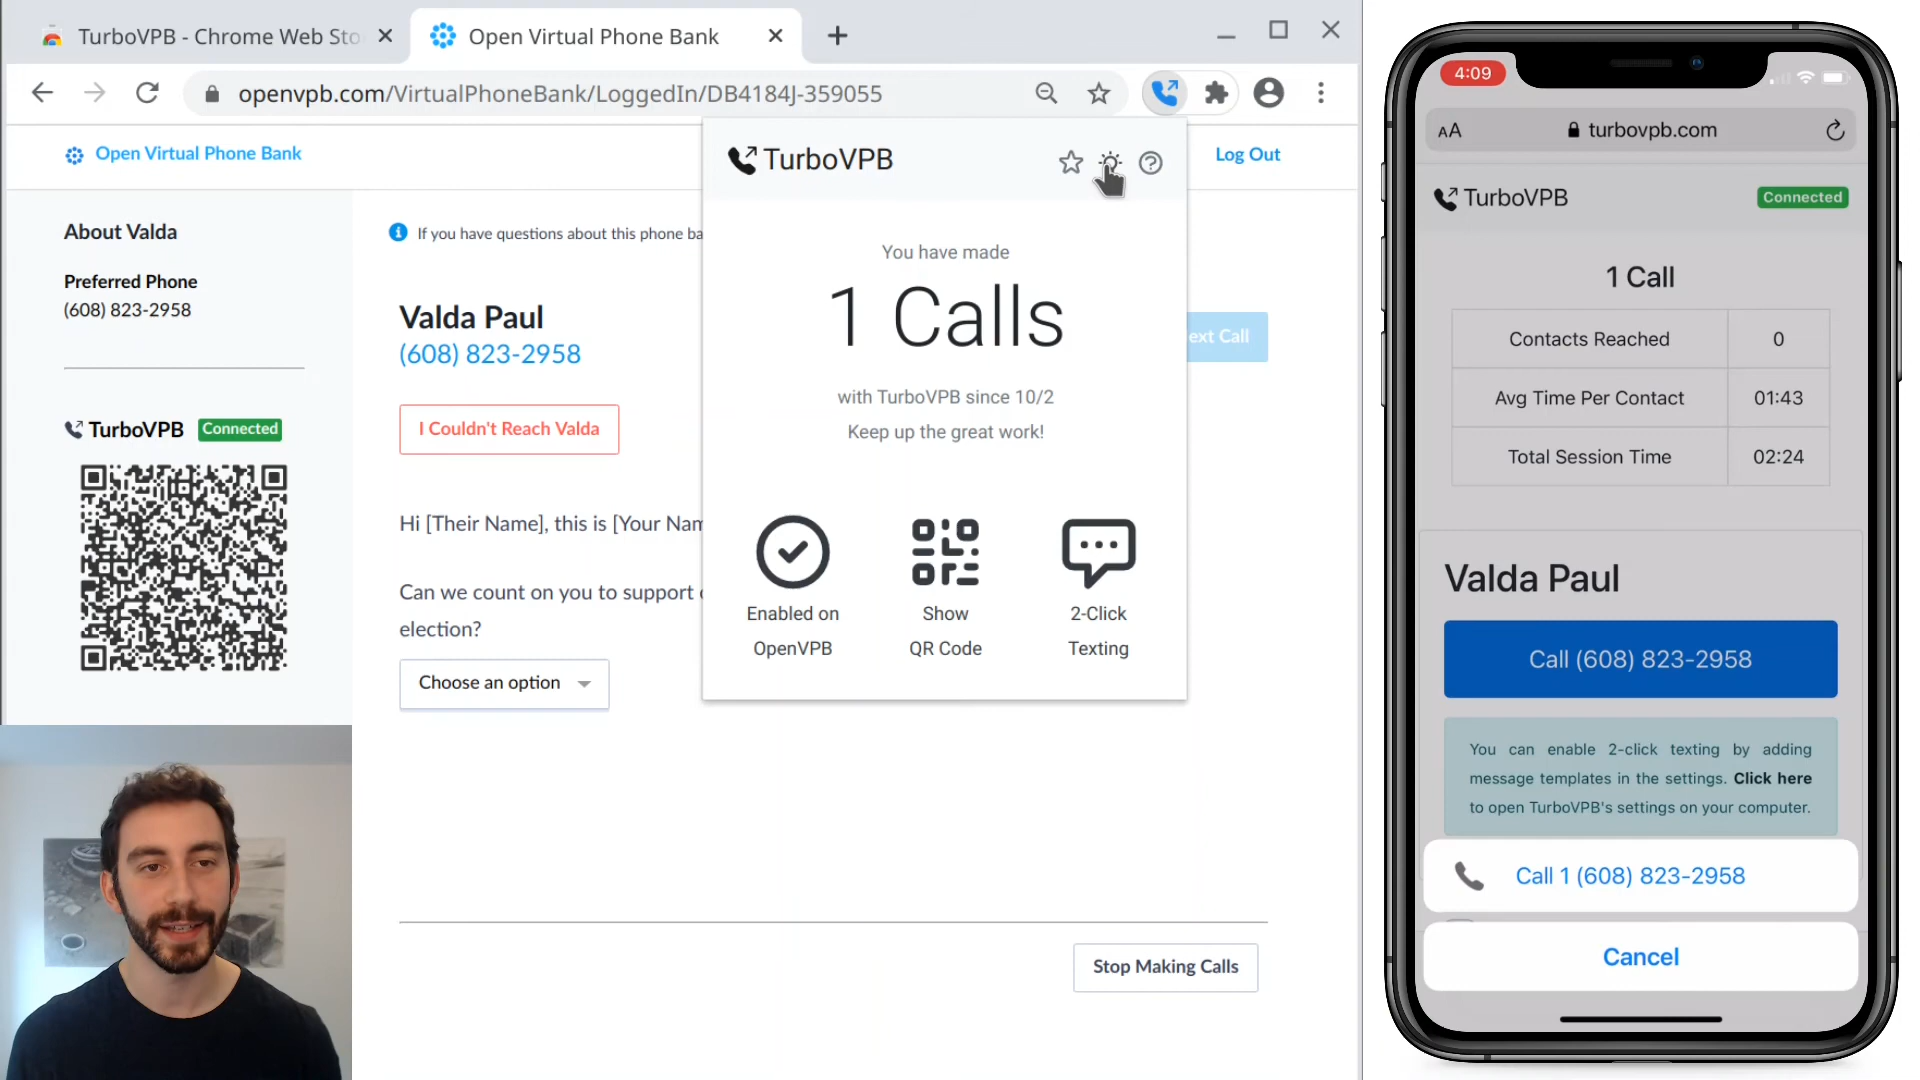 TurboVPB - Chrome Web Sto
Open Virtual Phone Bank
openvpb.com/VirtualPhoneBank/LoggedIn/DB4184J-359055
Open Virtual Phone Bank
Log Out
About Valda
Preferred Phone
(608) 823-2958
TurboVPB Connected
If you have questions about this phone ba
Valda Paul
(608) 823-2958
ext Call
I Couldn't Reach Valda
Hi [Their Name], this is [Your Nam
Can we count on you to support
election?
Choose an option
Stop Making Calls
TurboVPB
You have made
1 Calls
with TurboVPB since 10/2
Keep up the great work!
Enabled on
OpenVPB
Show
QR Code
2-Click
Texting
4:09
AA turbovpb.com
TurboVPB Connected
1 Call
Contacts Reached 0
Avg Time Per Contact 01:43
Total Session Time 02:24
Valda Paul
Call (608) 823-2958
You can enable 2-click texting by adding
message templates in the settings. Click here
to open TurboVPB's settings on your computer.
Call 1 (608) 823-2958
Cancel